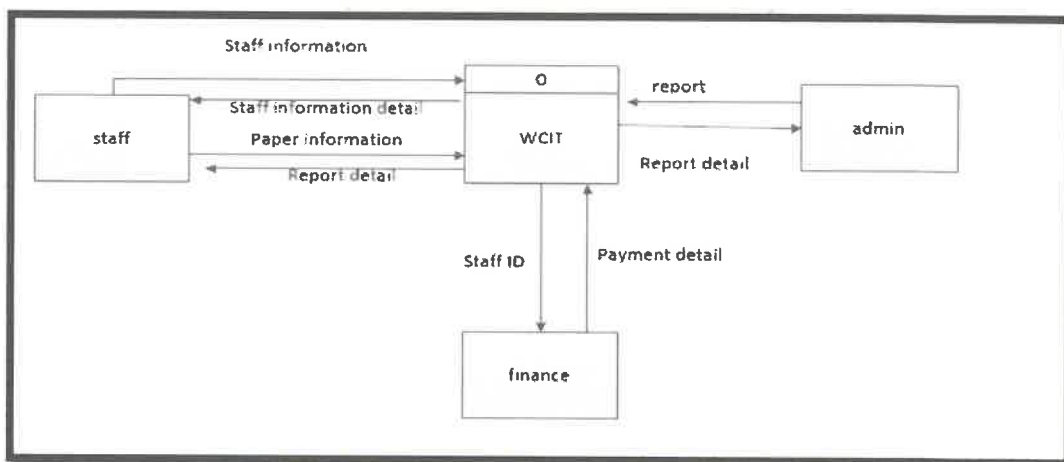 Staff information
O
report
Staff information detail
staff
Paper information
WCIT
admin
Report detail
Report detail
Staff ID
Payment detail
finance